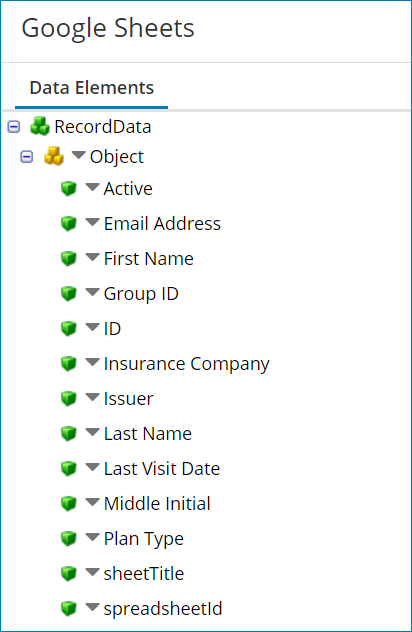 Google Sheets
Data Elements
RecordData
Object
Active
Email Address
First Name
Group ID
ID
Insurance Company
Issuer
Last Name
Last Visit Date
Middle Initial
Plan Type
sheetTitle
spreadsheetId